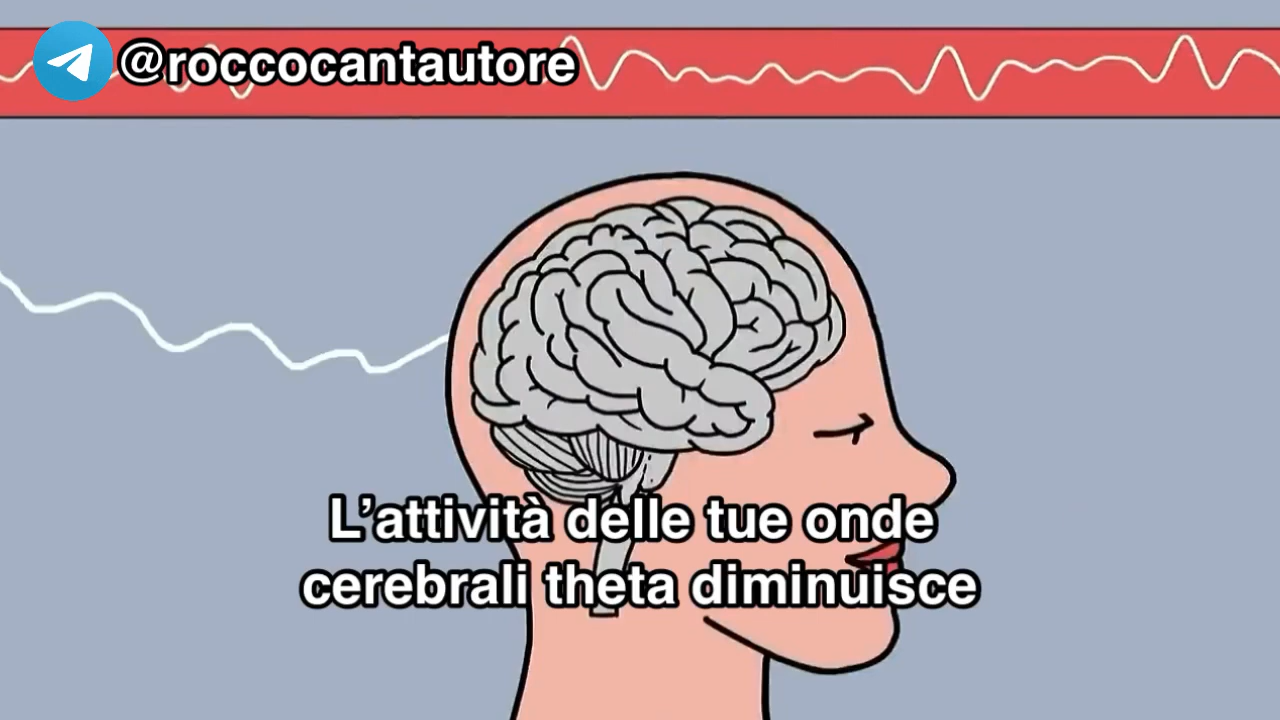 @roccocantautore
L’attività delle tue onde
cerebrali theta diminuisce